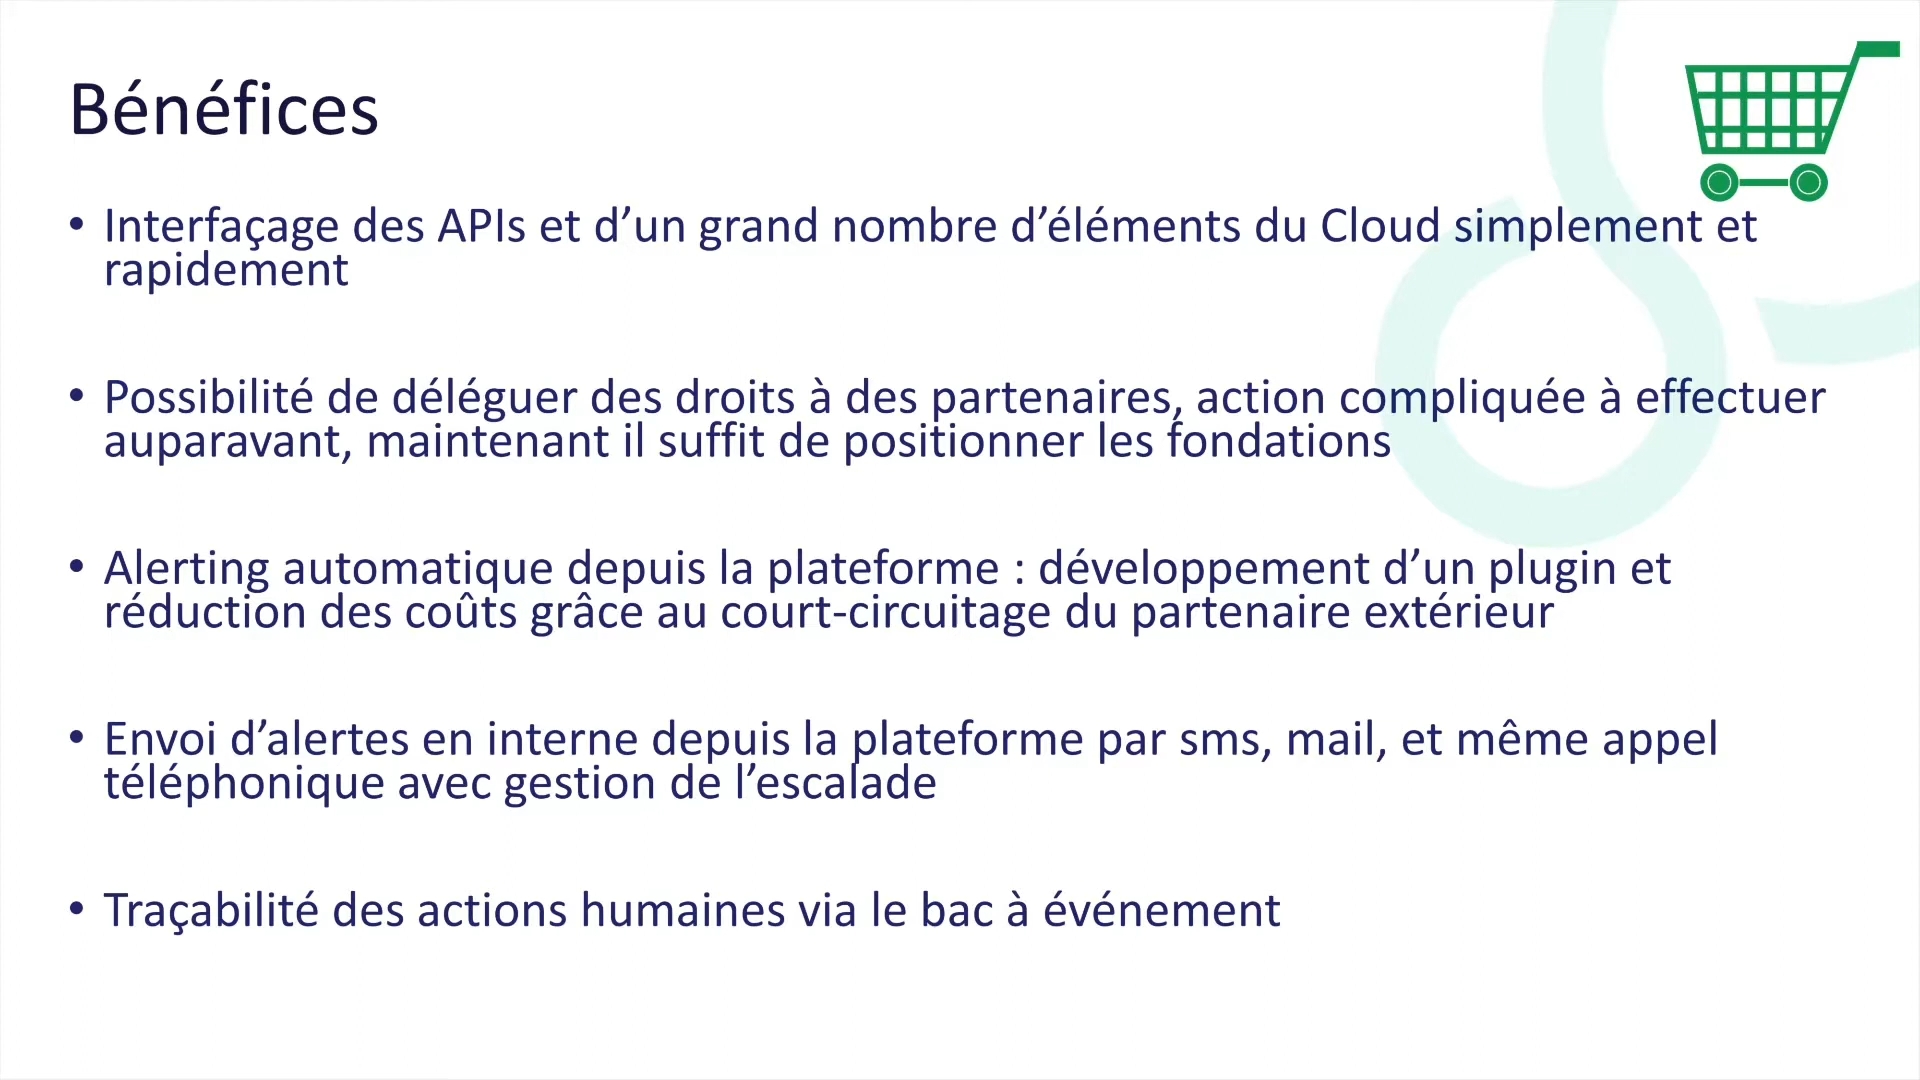 Bénéfices
• Interfaçage des APIs et d’un grand nombre d’éléments du Cloud simplement et
rapidement
• Possibilité de déléguer des droits à des partenaires, action compliquée à effectuer
auparavant, maintenant il suffit de positionner les fondations
• Alerting automatique depuis la plateforme : développement d’un plugin et
réduction des coûts grâce au court-circuitage du partenaire extérieur
• Envoi d’alertes en interne depuis la plateforme par sms, mail, et même appel
téléphonique avec gestion de l’escalade
• Traçabilité des actions humaines via le bac à événement